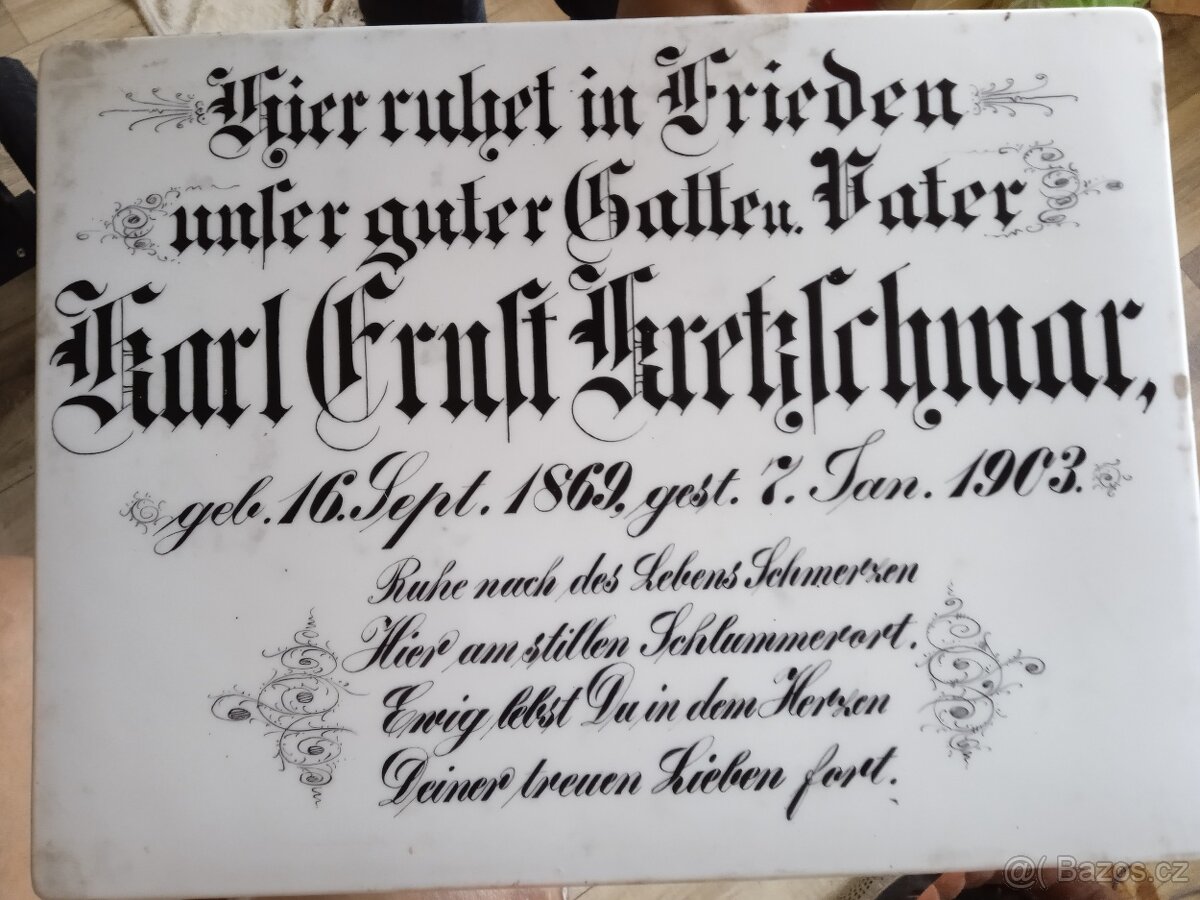 Hier ruhet in Frieden
unser guter Gatte u. Vater
Karl Ernst Kretzschmar,
geb. 16. Sept. 1869, gest. 7. Jan. 1903.
Ruhe nach des Lebens Schmerzen
Hier am stillen Schlummerort.
Ewig lebst Du in dem Herzen
Deiner treuen Lieben fort.
@( Bazos.cz